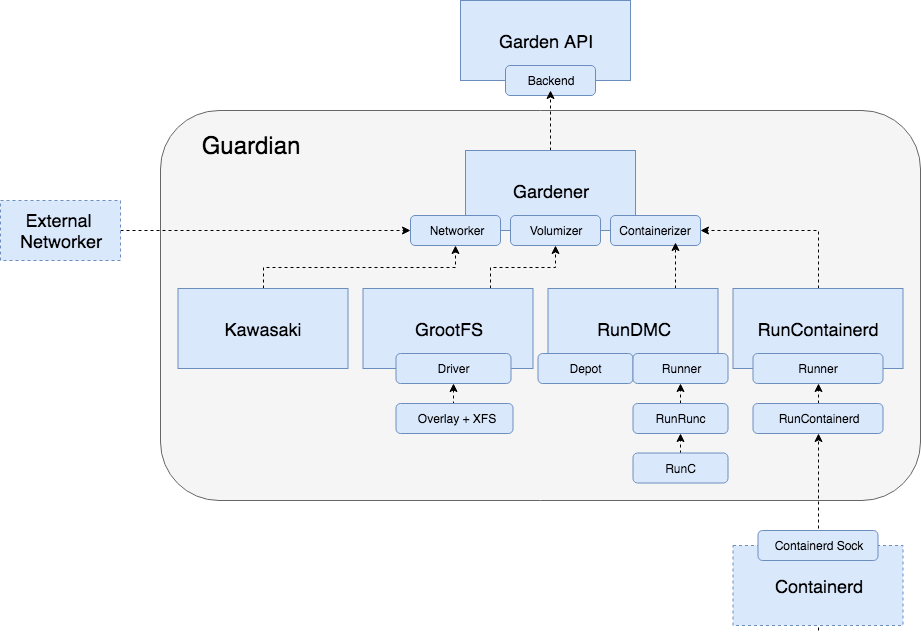 Garden API
Backend
Guardian
Gardener
External
Networker
Networker
Volumizer
Containerizer
Kawasaki
GrootFS
RunDMC
RunContainerd
Driver
Depot
Runner
Runner
Overlay + XFS
RunRunc
RunContainerd
RunC
Containerd Sock
Containerd